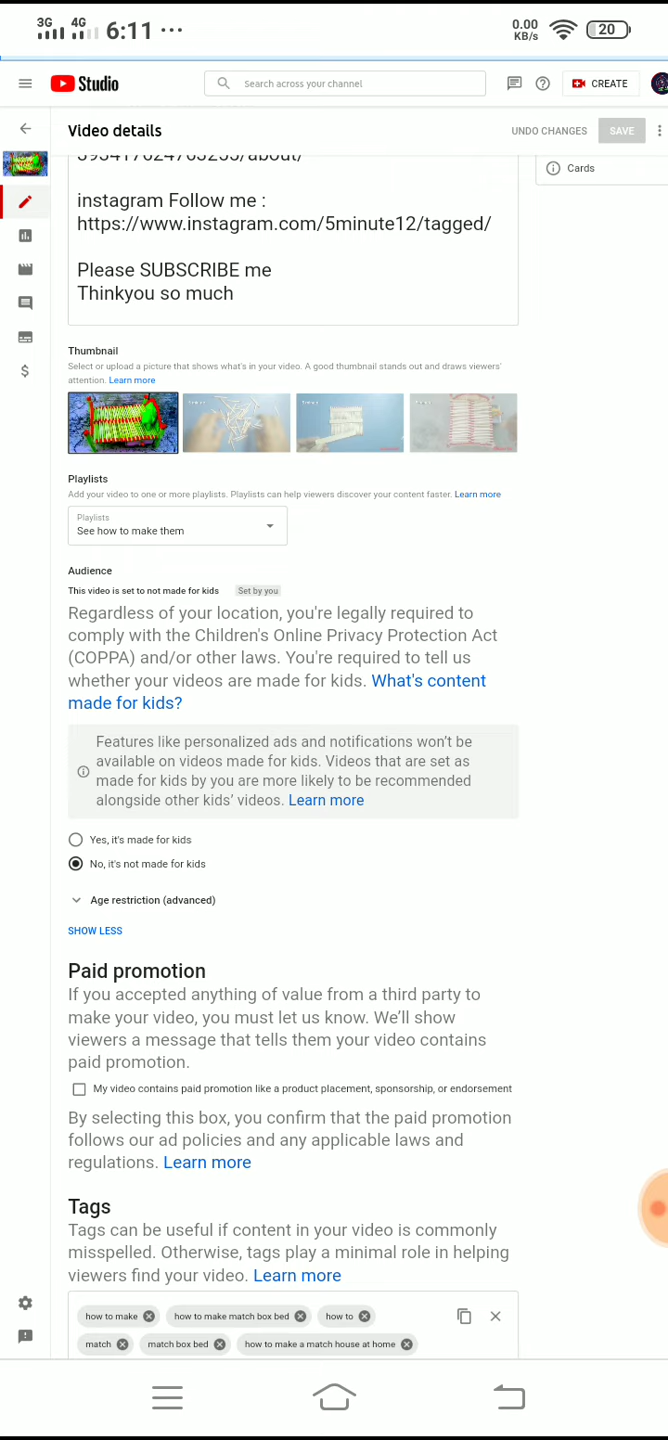 3G 4G 6:11 ··· 0.00 KB/s 20
Studio Search across your channel CREATE
Video details UNDO CHANGES SAVE
/about/
Cards
instagram Follow me :
https://www.instagram.com/5minute12/tagged/
Please SUBSCRIBE me
Thinkyou so much
Thumbnail
Select or upload a picture that shows what's in your video. A good thumbnail stands out and draws viewers'
attention. Learn more
Playlists
Add your video to one or more playlists. Playlists can help viewers discover your content faster. Learn more
Playlists
See how to make them
Audience
This video is set to not made for kids Set by you
Regardless of your location, you're legally required to
comply with the Children's Online Privacy Protection Act
(COPPA) and/or other laws. You're required to tell us
whether your videos are made for kids. What's content
made for kids?
Features like personalized ads and notifications won't be
available on videos made for kids. Videos that are set as
made for kids by you are more likely to be recommended
alongside other kids' videos. Learn more
Yes, it's made for kids
No, it's not made for kids
Age restriction (advanced)
SHOW LESS
Paid promotion
If you accepted anything of value from a third party to
make your video, you must let us know. We'll show
viewers a message that tells them your video contains
paid promotion.
My video contains paid promotion like a product placement, sponsorship, or endorsement
By selecting this box, you confirm that the paid promotion
follows our ad policies and any applicable laws and
regulations. Learn more
Tags
Tags can be useful if content in your video is commonly
misspelled. Otherwise, tags play a minimal role in helping
viewers find your video. Learn more
how to make how to make match box bed how to
match match box bed how to make a match house at home